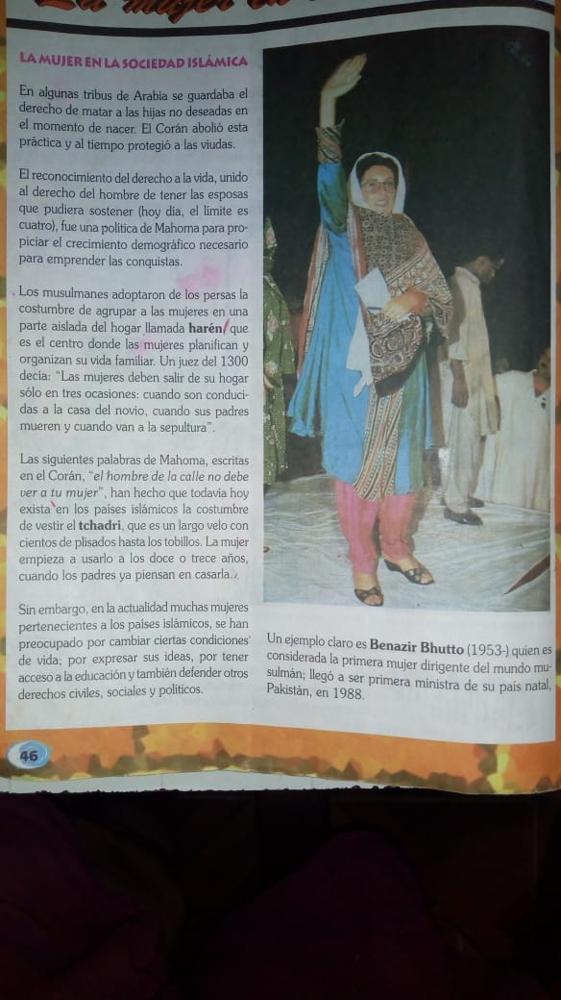 La mujer en
LA MUJER EN LA SOCIEDAD ISLÁMICA
En algunas tribus de Arabia se guardaba el
derecho de matar a las hijas no deseadas en
el momento de nacer. El Corán abolió esta
práctica y al tiempo protegió a las viudas.
El reconocimiento del derecho a la vida, unido
al derecho del hombre de tener las esposas
que pudiera sostener (hoy día, el límite es
cuatro), fue una política de Mahoma para pro-
piciar el crecimiento demográfico necesario
para emprender las conquistas.
Los musulmanes adoptaron de los persas la
costumbre de agrupar a las mujeres en una
parte aislada del hogar llamada harén, que
es el centro donde las mujeres planifican y
organizan su vida familiar. Un juez del 1300
decía: “Las mujeres deben salir de su hogar
sólo en tres ocasiones: cuando son conduci-
das a la casa del novio, cuando sus padres
mueren y cuando van a la sepultura”.
Las siguientes palabras de Mahoma, escritas
en el Corán, “el hombre de la calle no debe
ver a tu mujer”, han hecho que todavía hoy
exista en los países islámicos la costumbre
de vestir el tchadri, que es un largo velo con
cientos de plisados hasta los tobillos. La mujer
empieza a usarlo a los doce o trece años,
cuando los padres ya piensan en casarla.
Sin embargo, en la actualidad muchas mujeres
pertenecientes a los países islámicos, se han
preocupado por cambiar ciertas condiciones
de vida; por expresar sus ideas, por tener
acceso a la educación y también defender otros
derechos civiles, sociales y políticos.
Un ejemplo claro es Benazir Bhutto (1953-) quien es
considerada la primera mujer dirigente del mundo mu-
sulmán; llegó a ser primera ministra de su país natal,
Pakistán, en 1988.
46